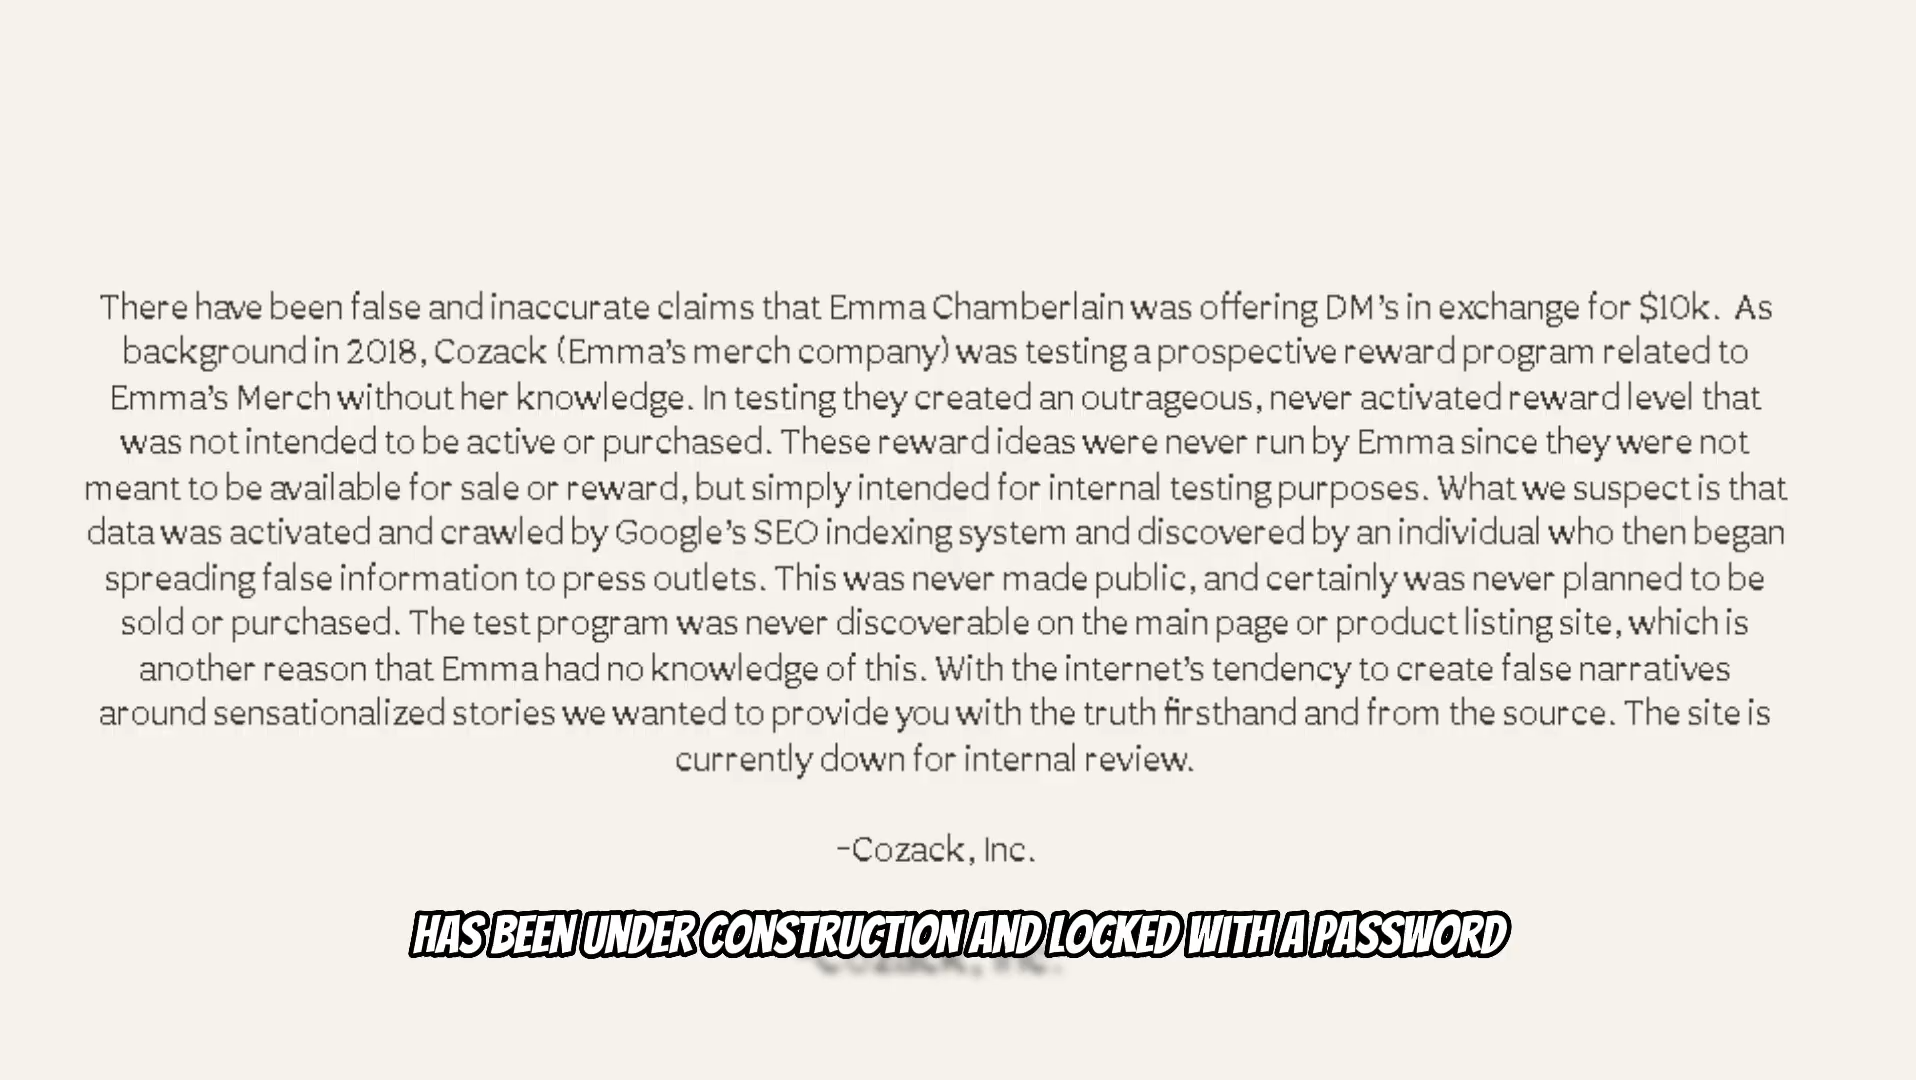 There have been false and inaccurate claims that Emma Chamberlain was offering DM's in exchange for $10k. As
background in 2018, Cozack (Emma's merch company) was testing a prospective reward program related to
Emma's Merch without her knowledge. In testing they created an outrageous, never activated reward level that
was not intended to be active or purchased. These reward ideas were never run by Emma since they were not
meant to be available for sale or reward, but simply intended for internal testing purposes. What we suspect is that
data was activated and crawled by Google's SEO indexing system and discovered by an individual who then began
spreading false information to press outlets. This was never made public, and certainly was never planned to be
sold or purchased. The test program was never discoverable on the main page or product listing site, which is
another reason that Emma had no knowledge of this. With the internet's tendency to create false narratives
around sensationalized stories we wanted to provide you with the truth firsthand and from the source. The site is
currently down for internal review.
-Cozack, Inc.
HAS BEEN UNDER CONSTRUCTION AND LOCKED WITH A PASSWORD